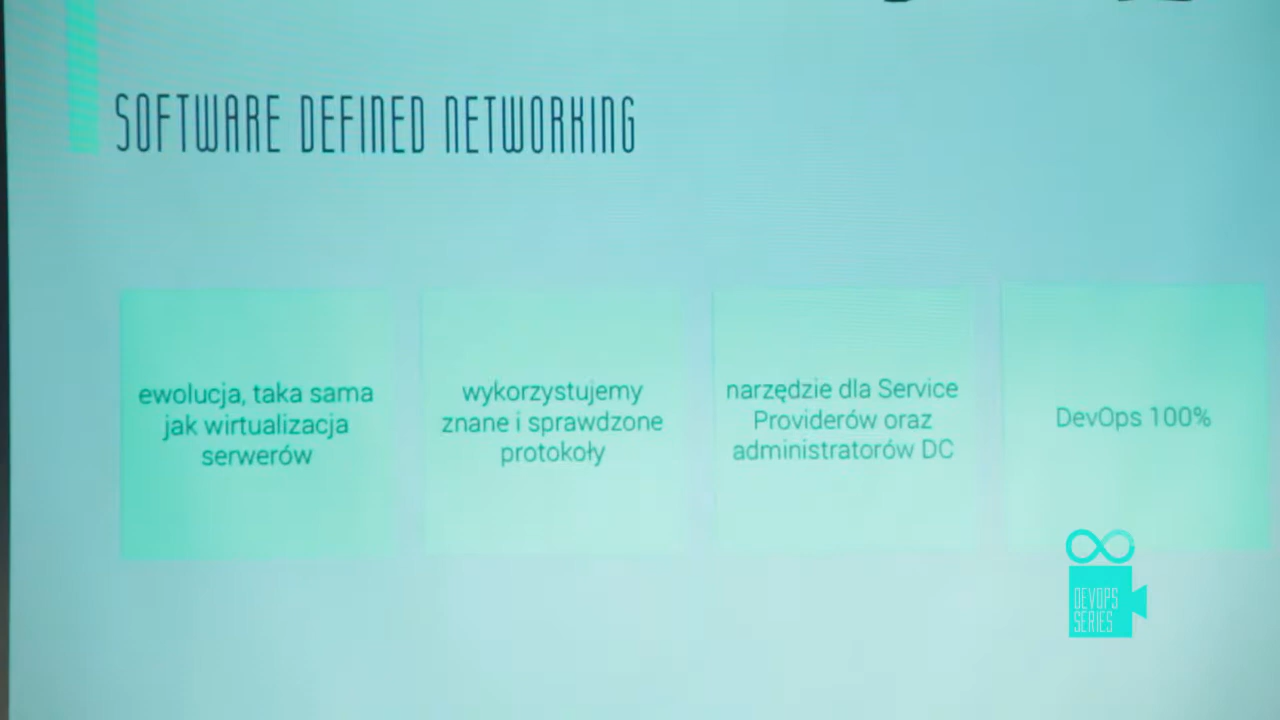 SOFTWARE DEFINED NETWORKING
ewolucja, taka sama
jak wirtualizacja
serwerów
wykorzystujemy
znane i sprawdzone
protokoły
narzędzie dla Service
Providerów oraz
administratorów DC
DevOps 100%
DEVOPS
SERIES